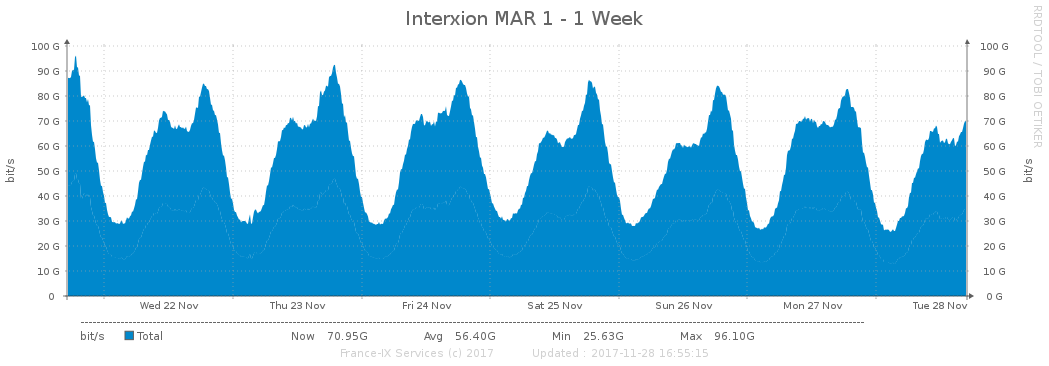 Interxion MAR 1 - 1 Week
RRDTOOL / TOBI OETIKER
bit/s
100 G
90 G
80 G
70 G
60 G
50 G
40 G
30 G
20 G
10 G
0
100 G
90 G
80 G
70 G
60 G
50 G
40 G
30 G
20 G
10 G
0 G
bit/s
Wed 22 Nov Thu 23 Nov Fri 24 Nov Sat 25 Nov Sun 26 Nov Mon 27 Nov Tue 28 Nov
bit/s Total Now 70.95G Avg 56.40G Min 25.63G Max 96.10G
France-IX Services (c) 2017 Updated : 2017-11-28 16:55:15